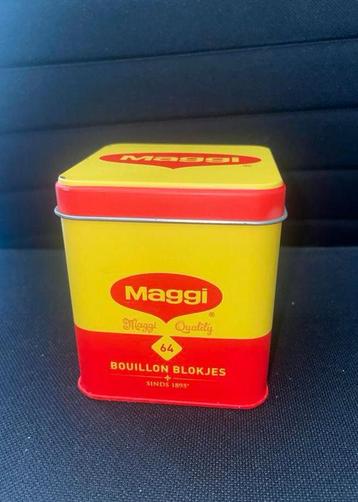 Maggi
®
Maggi
®
Maggi Quality
64
BOUILLON BLOKJES
+
SINDS 1895*